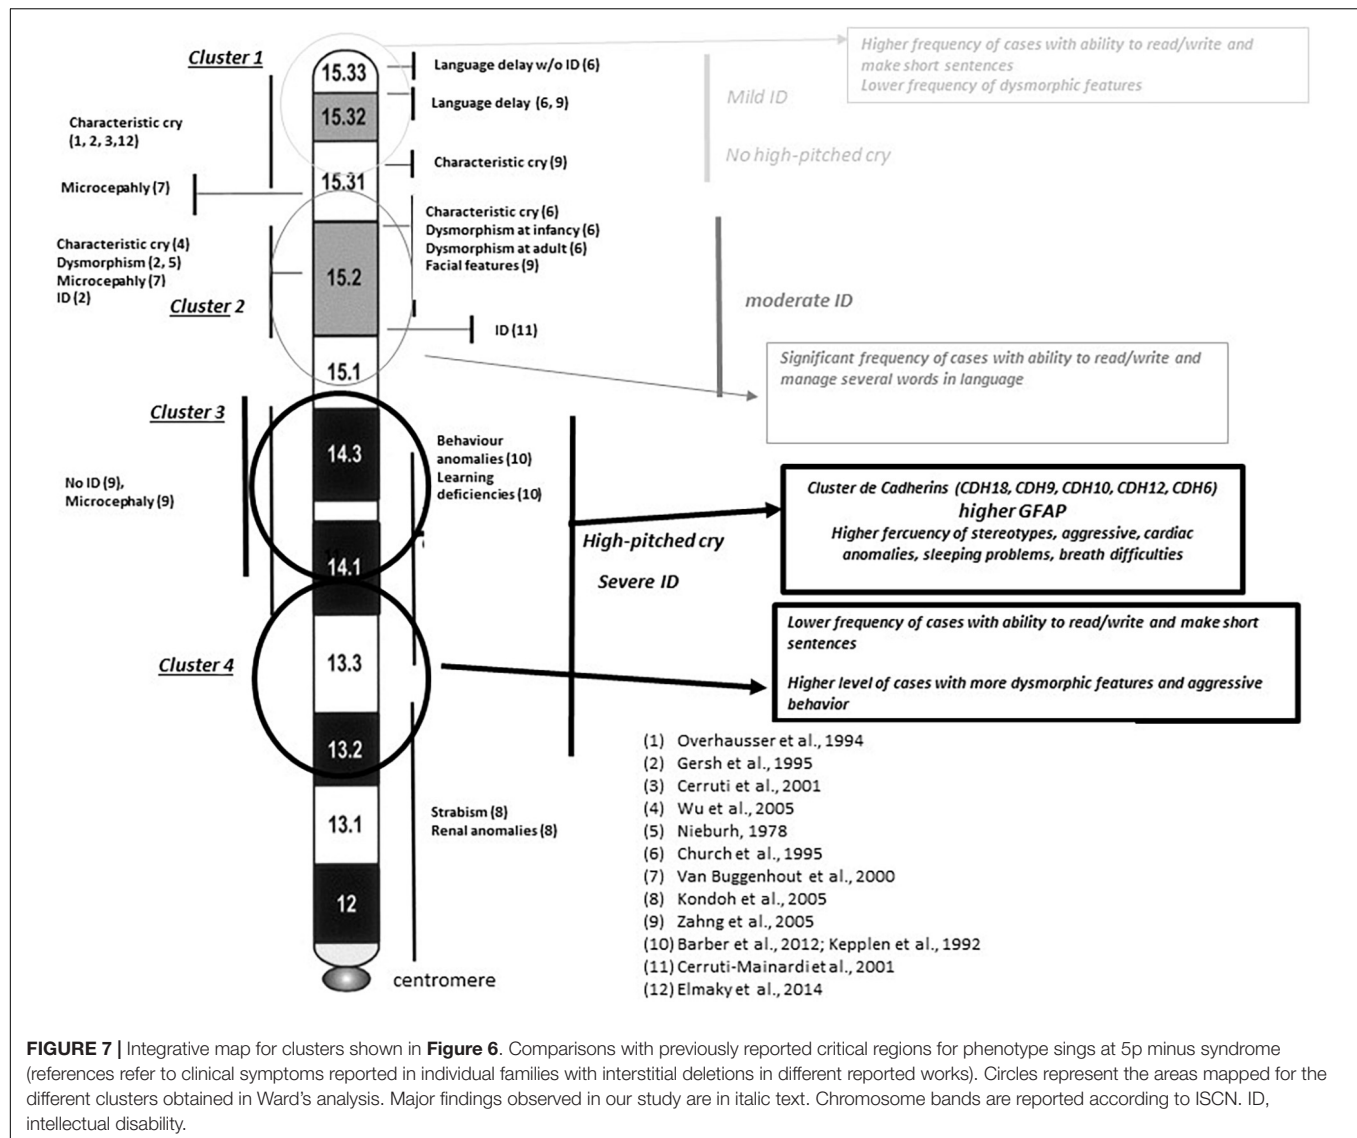 Cluster 1
15.33
15.32
15.31
15.2
15.1
14.3
14.1
13.3
13.2
13.1
12
centromere
Characteristic cry
(1, 2, 3,12)
Microcepahly (7)
Characteristic cry (4)
Dysmorphism (2, 5)
Microcepahly (7)
ID (2)
Cluster 2
Cluster 3
No ID (9),
Microcephaly (9)
Cluster 4
Language delay w/o ID (6)
Language delay (6, 9)
Characteristic cry (9)
Characteristic cry (6)
Dysmorphism at infancy (6)
Dysmorphism at adult (6)
Facial features (9)
ID (11)
Behaviour
anomalies (10)
Learning
deficiencies (10)
Strabism (8)
Renal anomalies (8)
Mild ID
No high-pitched cry
moderate ID
High-pitched cry
Severe ID
Higher frequency of cases with ability to read/write and
make short sentences
Lower frequency of dysmorphic features
Significant frequency of cases with ability to read/write and
manage several words in language
Cluster de Cadherins (CDH18, CDH9, CDH10, CDH12, CDH6)
higher GFAP
Higher fercuency of stereotypes, aggressive, cardiac
anomalies, sleeping problems, breath difficulties
Lower frequency of cases with ability to read/write and make short
sentences
Higher level of cases with more dysmorphic features and aggressive
behavior
(1) Overhausser et al., 1994
(2) Gersh et al., 1995
(3) Cerruti et al., 2001
(4) Wu et al., 2005
(5) Nieburh, 1978
(6) Church et al., 1995
(7) Van Buggenhout et al., 2000
(8) Kondoh et al., 2005
(9) Zahng et al., 2005
(10) Barber et al., 2012; Kepplen et al., 1992
(11) Cerruti-Mainardi et al., 2001
(12) Elmaky et al., 2014
FIGURE 7 | Integrative map for clusters shown in Figure 6. Comparisons with previously reported critical regions for phenotype sings at 5p minus syndrome
(references refer to clinical symptoms reported in individual families with interstitial deletions in different reported works). Circles represent the areas mapped for the
different clusters obtained in Ward's analysis. Major findings observed in our study are in italic text. Chromosome bands are reported according to ISCN. ID,
intellectual disability.